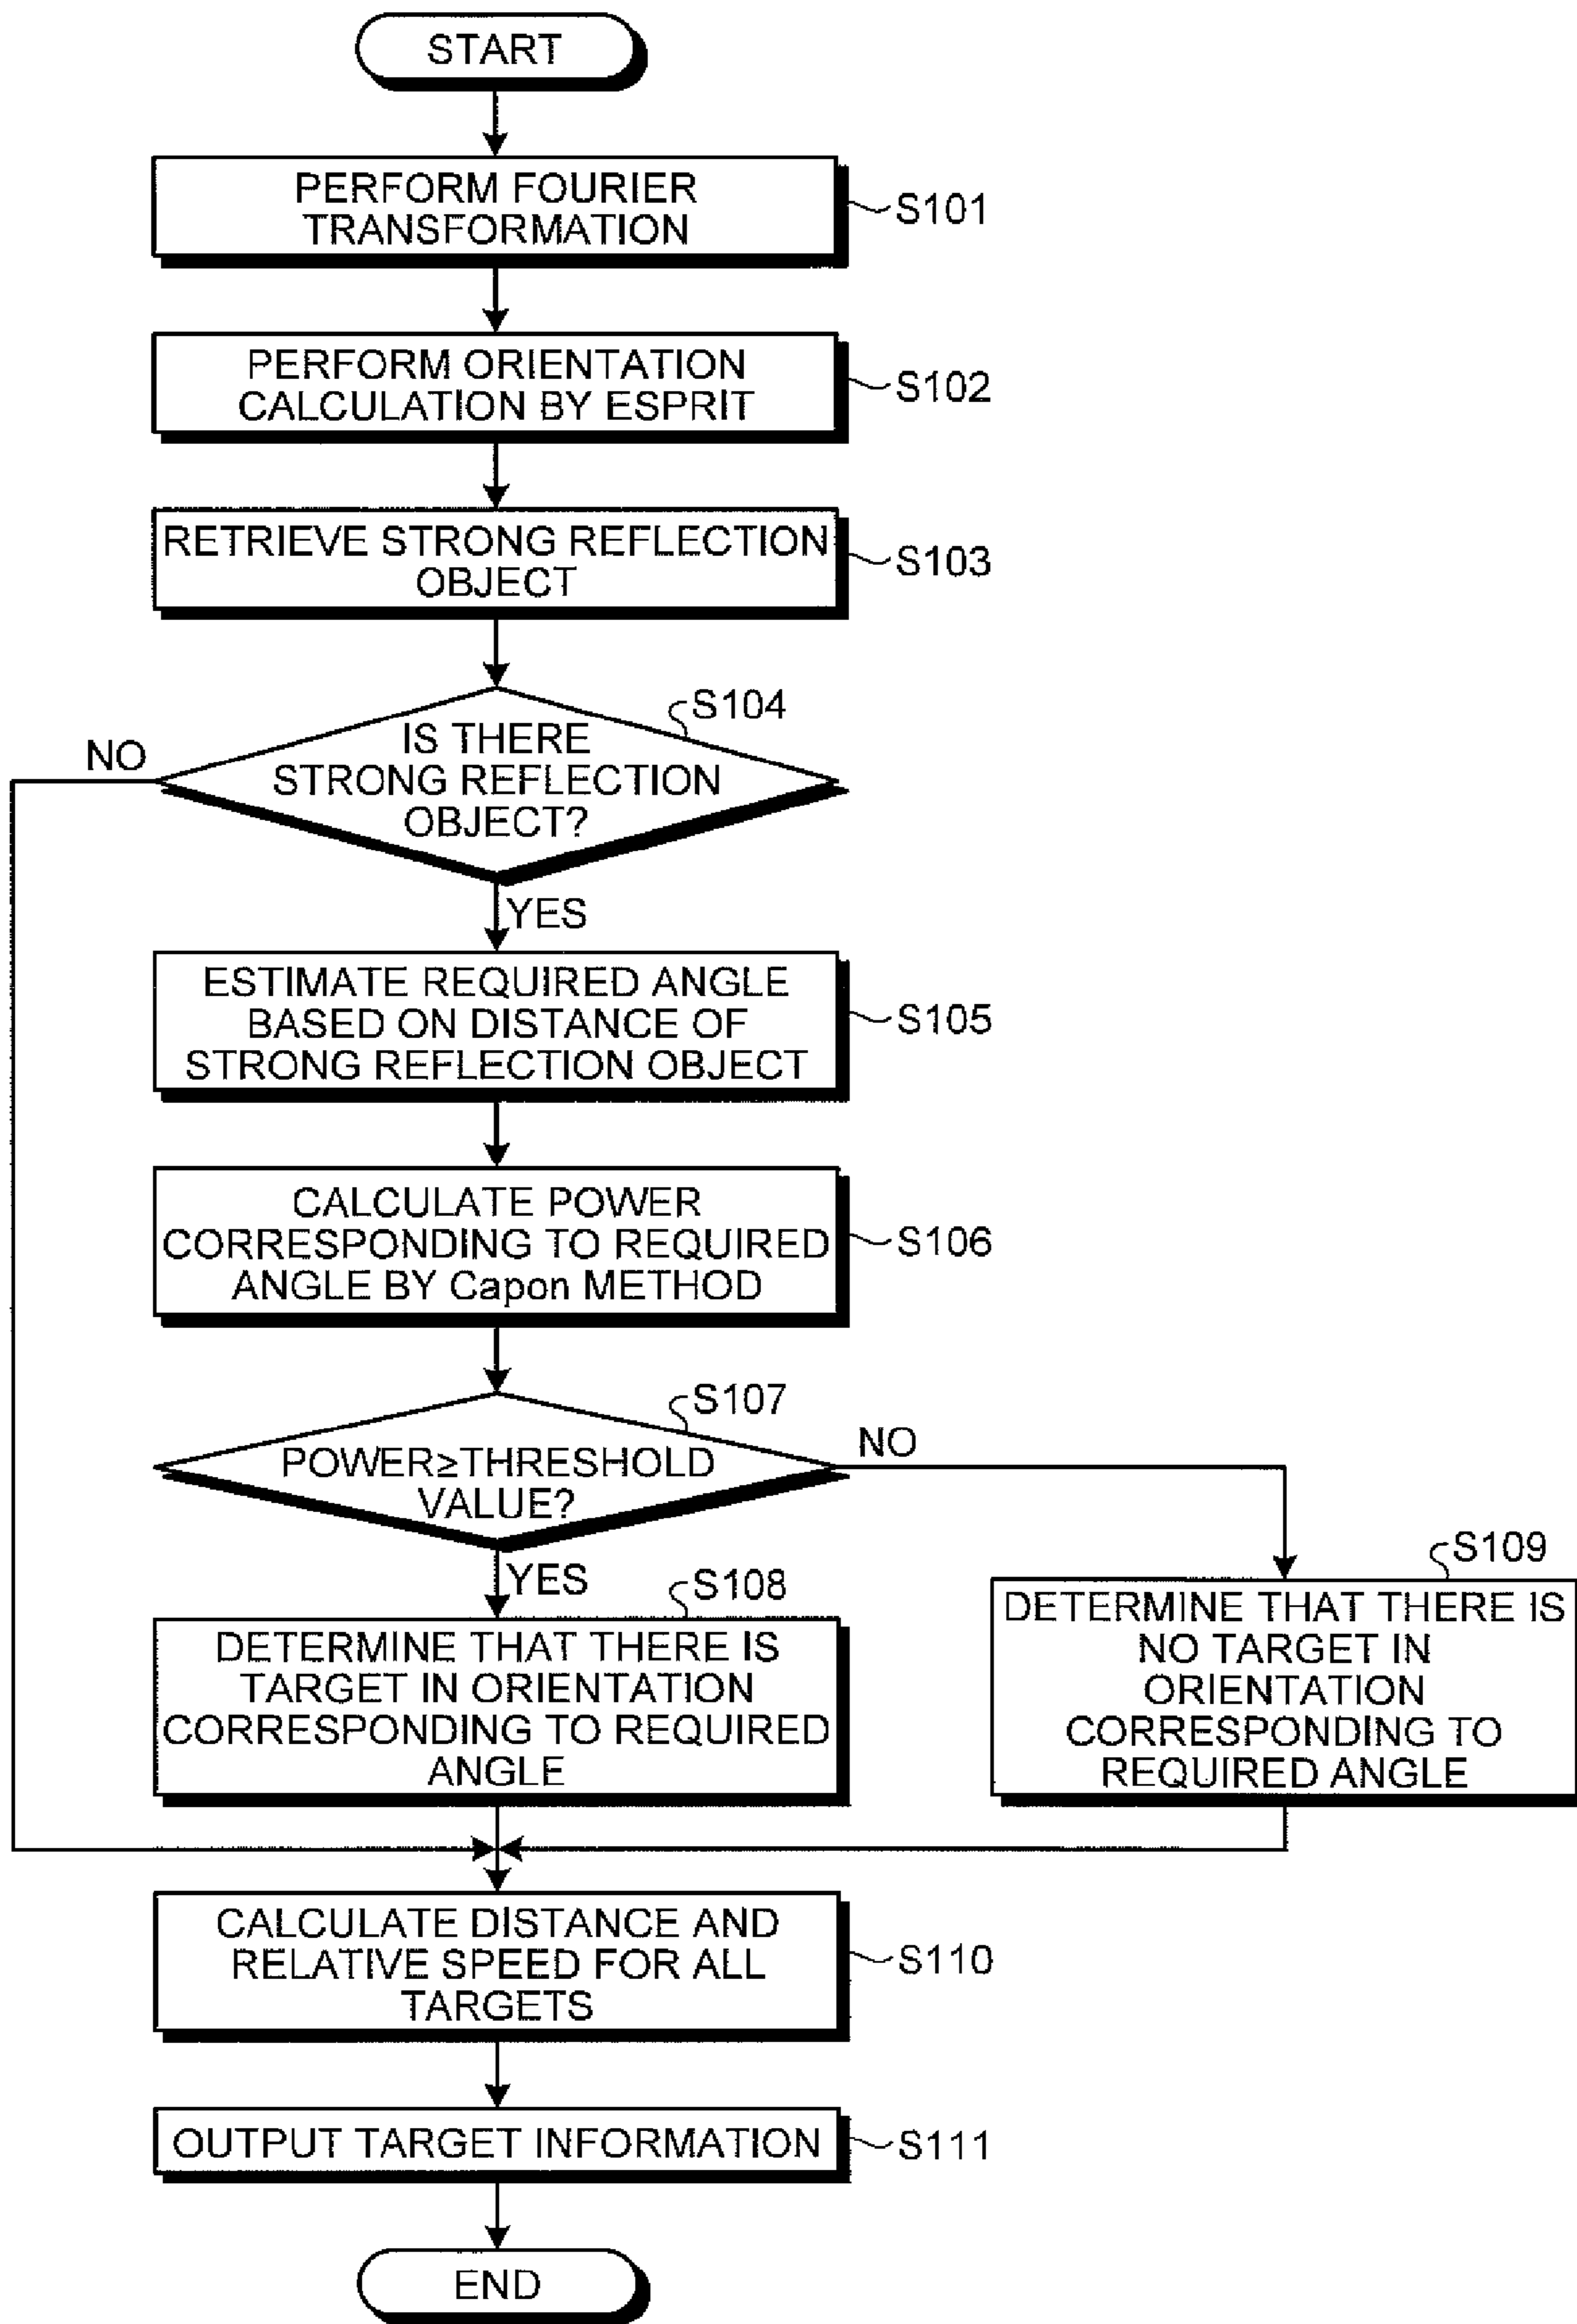 START
PERFORM FOURIER
TRANSFORMATION
S101
PERFORM ORIENTATION
CALCULATION BY ESPRIT
S102
RETRIEVE STRONG REFLECTION
OBJECT
S103
S104
IS THERE
STRONG REFLECTION
OBJECT?
NO
YES
ESTIMATE REQUIRED ANGLE
BASED ON DISTANCE OF
STRONG REFLECTION OBJECT
S105
CALCULATE POWER
CORRESPONDING TO REQUIRED
ANGLE BY Capon METHOD
S106
S107
POWER≥THRESHOLD
VALUE?
NO
YES
S108
DETERMINE THAT THERE IS
TARGET IN ORIENTATION
CORRESPONDING TO REQUIRED
ANGLE
S109
DETERMINE THAT THERE IS
NO TARGET IN
ORIENTATION
CORRESPONDING TO
REQUIRED ANGLE
CALCULATE DISTANCE AND
RELATIVE SPEED FOR ALL
TARGETS
S110
OUTPUT TARGET INFORMATION
S111
END